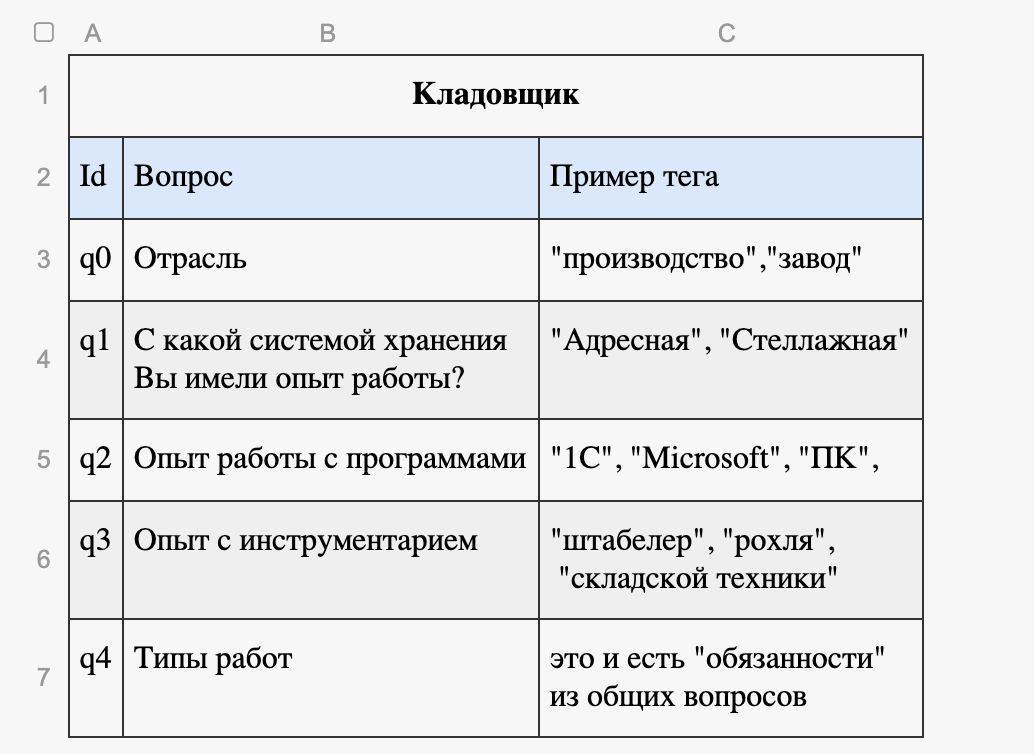 A B C
1 Кладовщик
2 Id Вопрос Пример тега
3 q0 Отрасль "производство","завод"
4 q1 С какой системой хранения "Адресная", "Стеллажная"
Вы имели опыт работы?
5 q2 Опыт работы с программами "1С", "Microsoft", "ПК",
6 q3 Опыт с инструментарием "штабелер", "рохля",
"складской техники"
7 q4 Типы работ это и есть "обязанности"
из общих вопросов